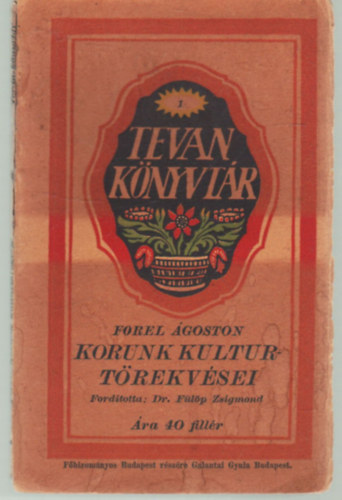 1.
TEVAN
KÖNYVTÁR
FOREL ÁGOSTON
KORUNK KULTUR-
TÖREKVÉSEI
Fordította: Dr. Fülöp Zsigmond
Ára 40 fillér
Főbizományos Budapest részére Galantai Gyula Budapest.